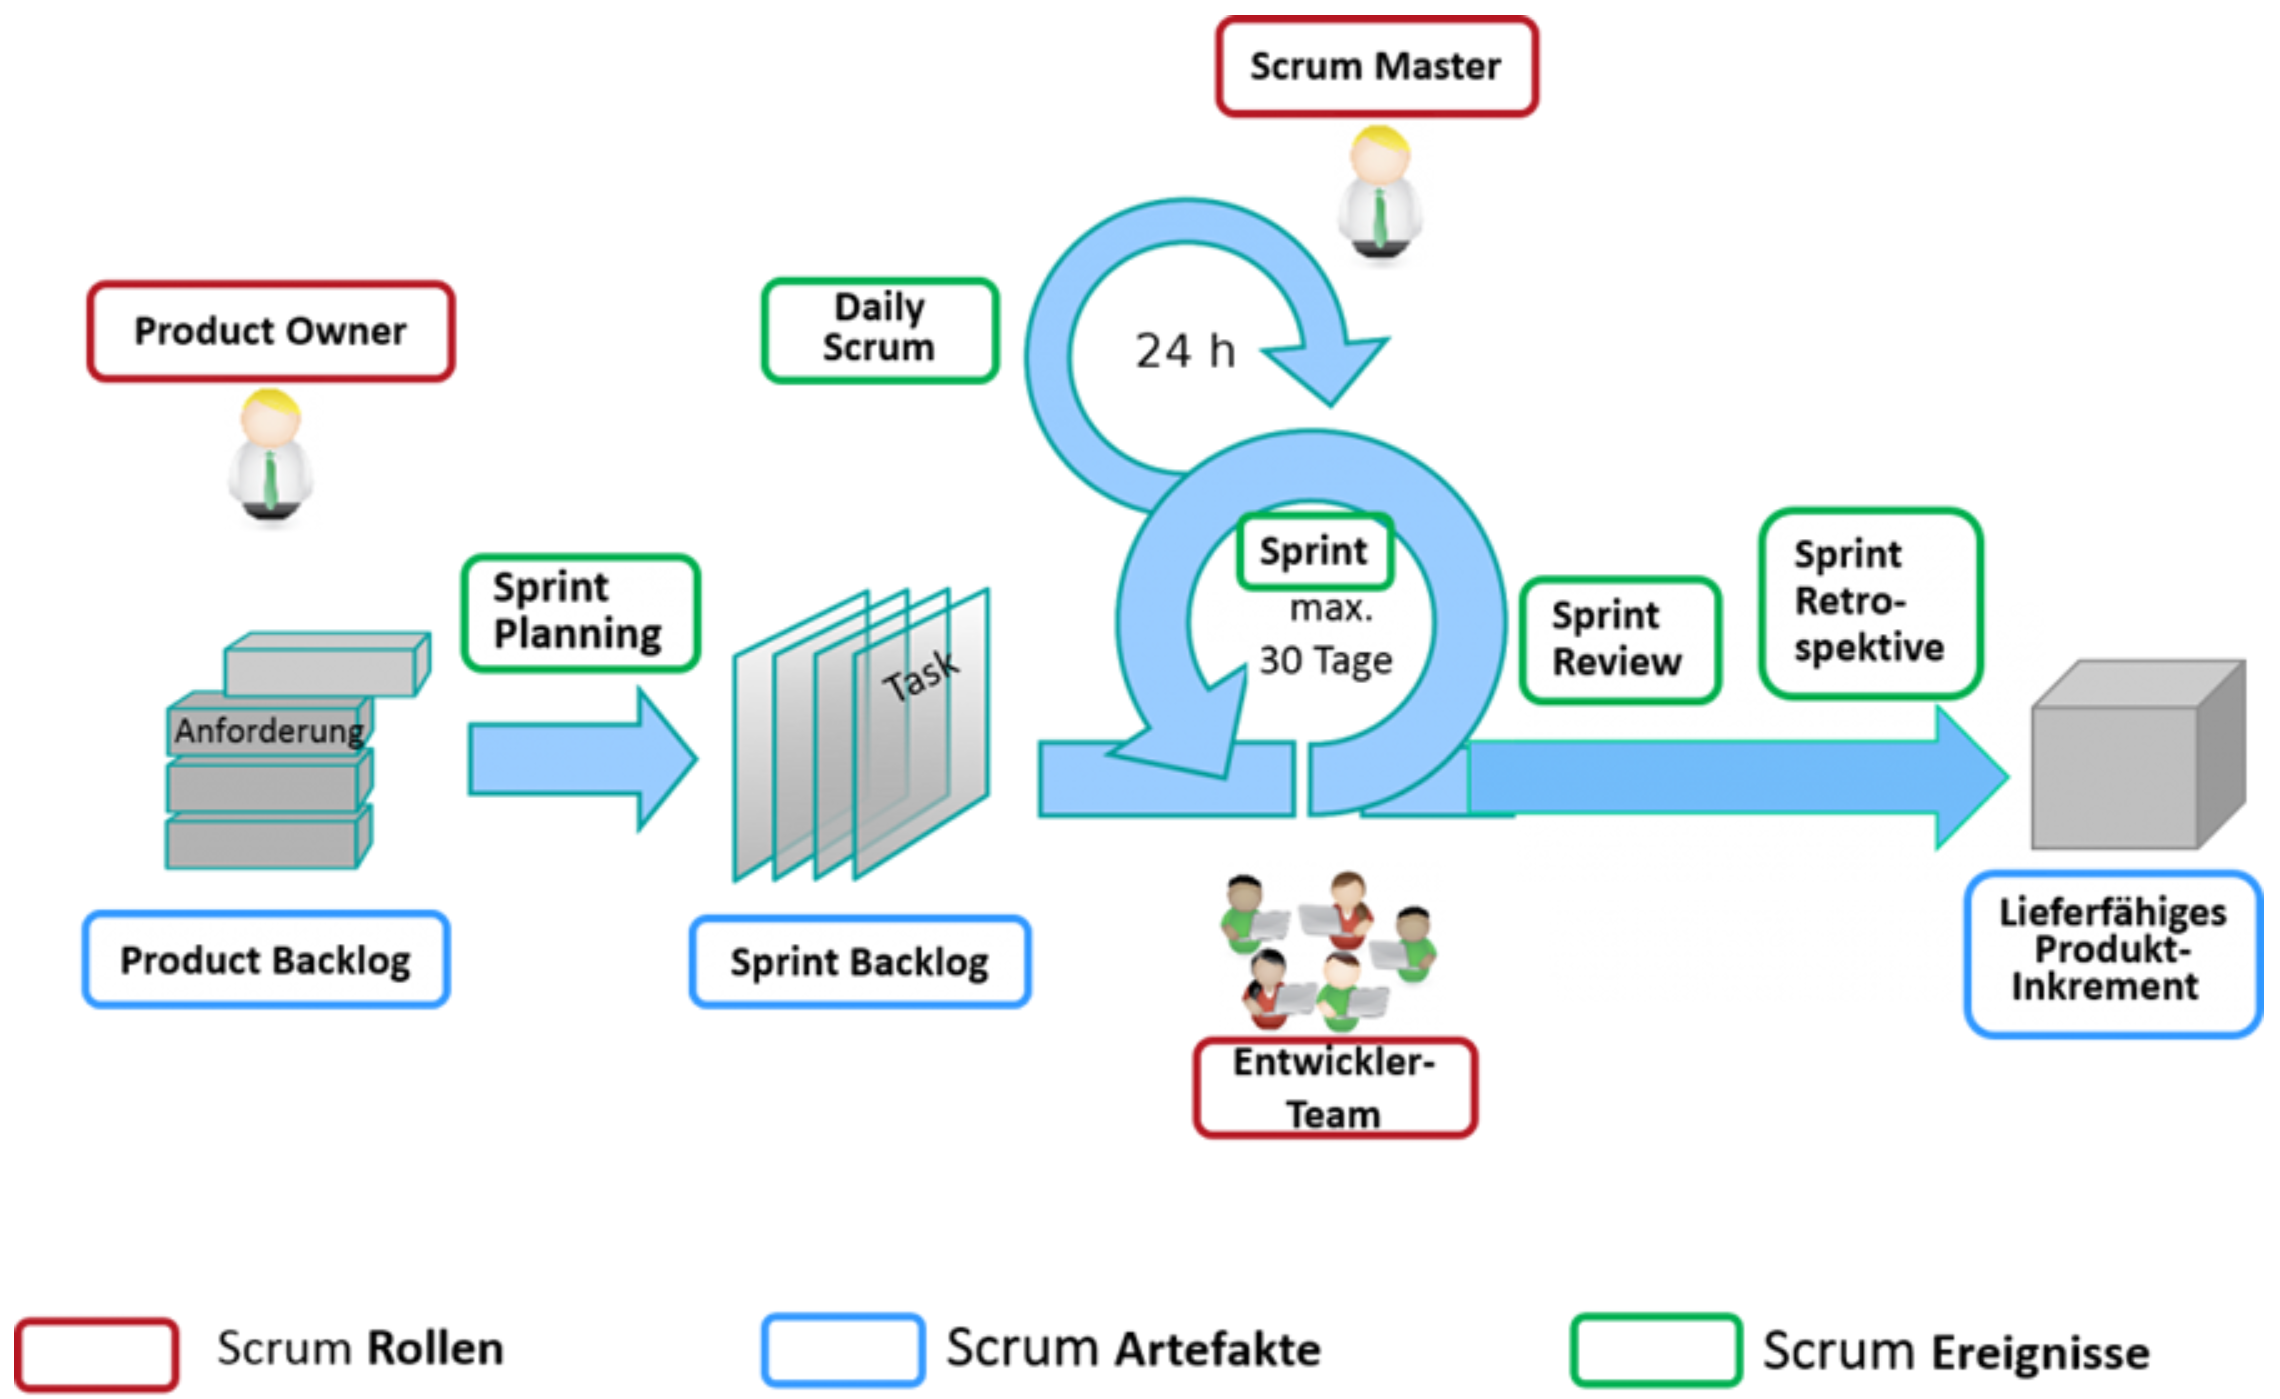 Scrum Master
Product Owner
Daily
Scrum
24 h
Sprint
Planning
Sprint
max.
30 Tage
Sprint
Review
Sprint
Retro-
spektive
Anforderung
Task
Product Backlog
Sprint Backlog
Entwickler-
Team
Lieferfähiges
Produkt-
Inkrement
Scrum Rollen
Scrum Artefakte
Scrum Ereignisse